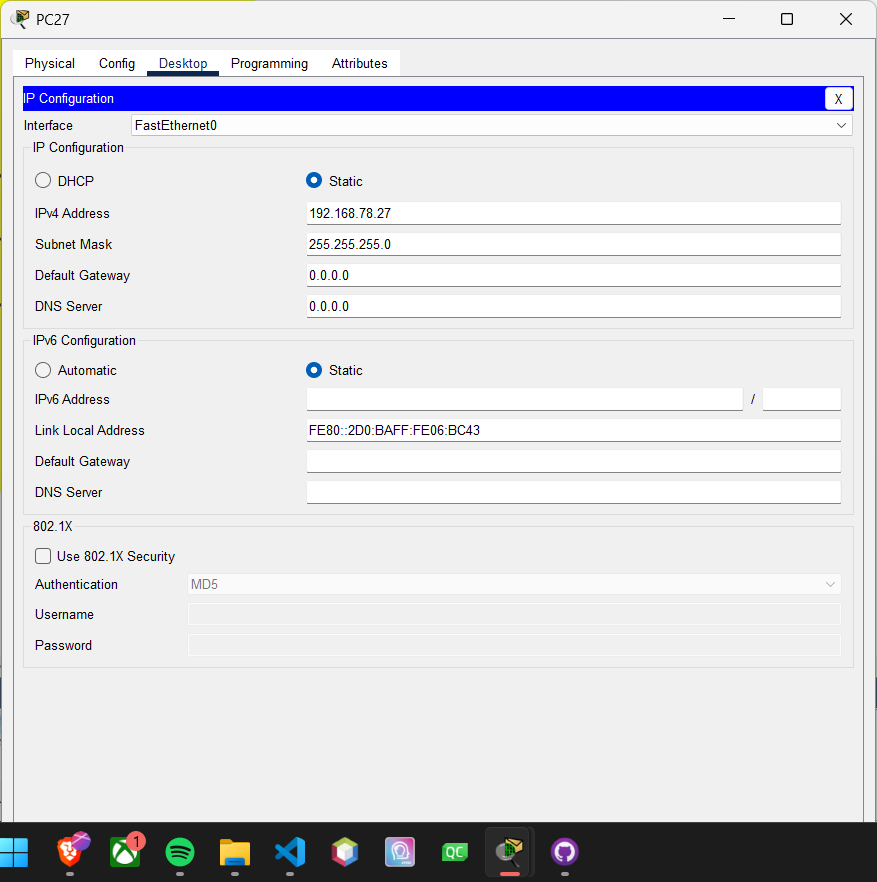 PC27
Physical Config Desktop Programming Attributes
IP Configuration X
Interface FastEthernet0
IP Configuration
DHCP Static
IPv4 Address 192.168.78.27
Subnet Mask 255.255.255.0
Default Gateway 0.0.0.0
DNS Server 0.0.0.0
IPv6 Configuration
Automatic Static
IPv6 Address /
Link Local Address FE80::2D0:BAFF:FE06:BC43
Default Gateway
DNS Server
802.1X
Use 802.1X Security
Authentication MD5
Username
Password
1
QC